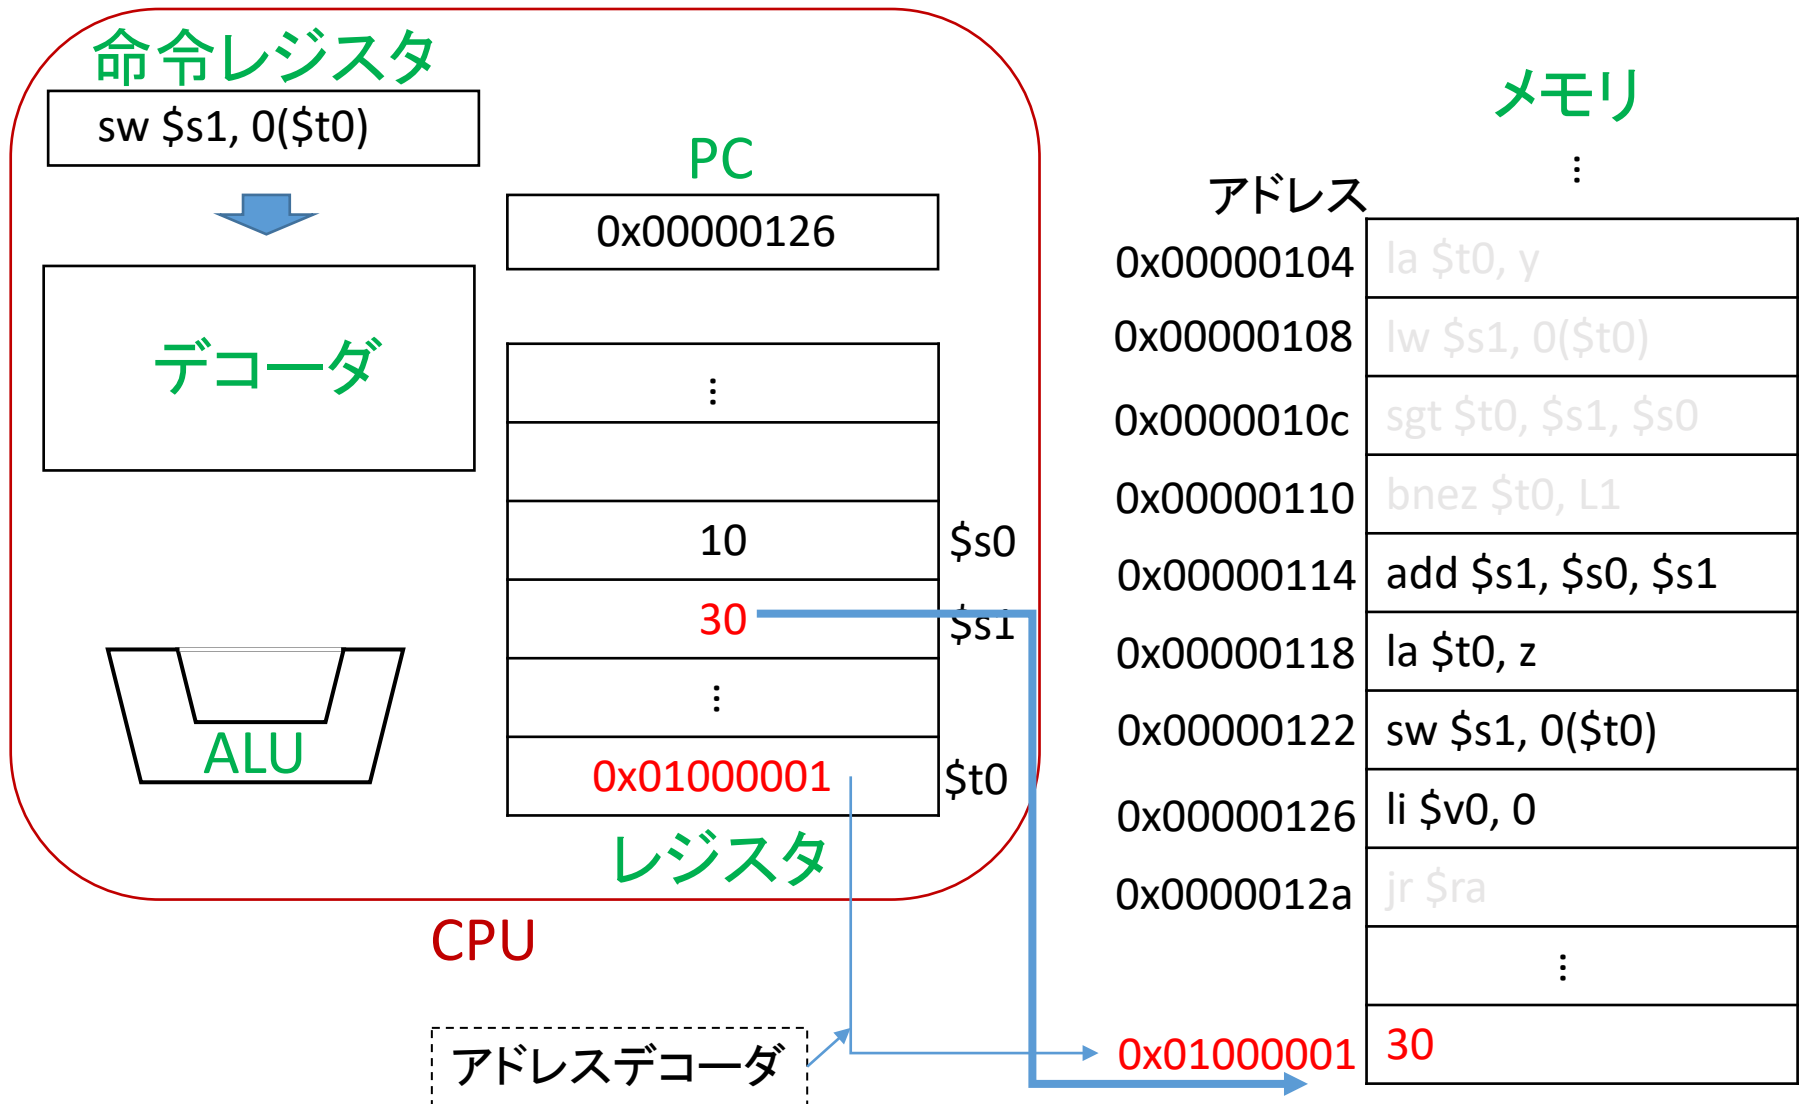 命令レジスタ
sw $s1, 0($t0)
PC
0x00000126
デコーダ
⋮
10
$s0
30
$s1
⋮
0x01000001
$t0
ALU
レジスタ
CPU
アドレスデコーダ
メモリ
⋮
アドレス
0x00000104 la $t0, y
0x00000108 lw $s1, 0($t0)
0x0000010c sgt $t0, $s1, $s0
0x00000110 bnez $t0, L1
0x00000114 add $s1, $s0, $s1
0x00000118 la $t0, z
0x00000122 sw $s1, 0($t0)
0x00000126 li $v0, 0
0x0000012a jr $ra
⋮
0x01000001 30